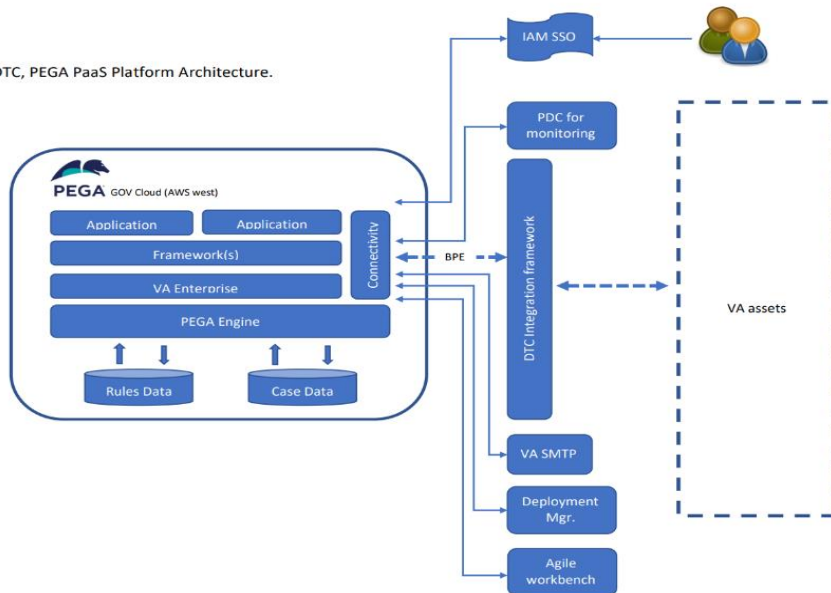 DTC, PEGA PaaS Platform Architecture.
IAM SSO
PDC for
monitoring
PEGA GOV Cloud (AWS west)
Application
Application
Framework(s)
VA Enterprise
PEGA Engine
Connectivity
Rules Data
Case Data
BPE
DTC Integration framework
VA assets
VA SMTP
Deployment
Mgr.
Agile
workbench